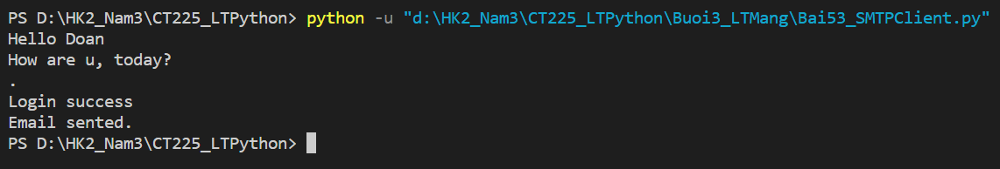 PS D:\HK2_Nam3\CT225_LTPython> python -u "d:\HK2_Nam3\CT225_LTPython\Buoi3_LTMang\Bai53_SMTPClient.py"
Hello Doan
How are u, today?
.
Login success
Email sented.
PS D:\HK2_Nam3\CT225_LTPython>